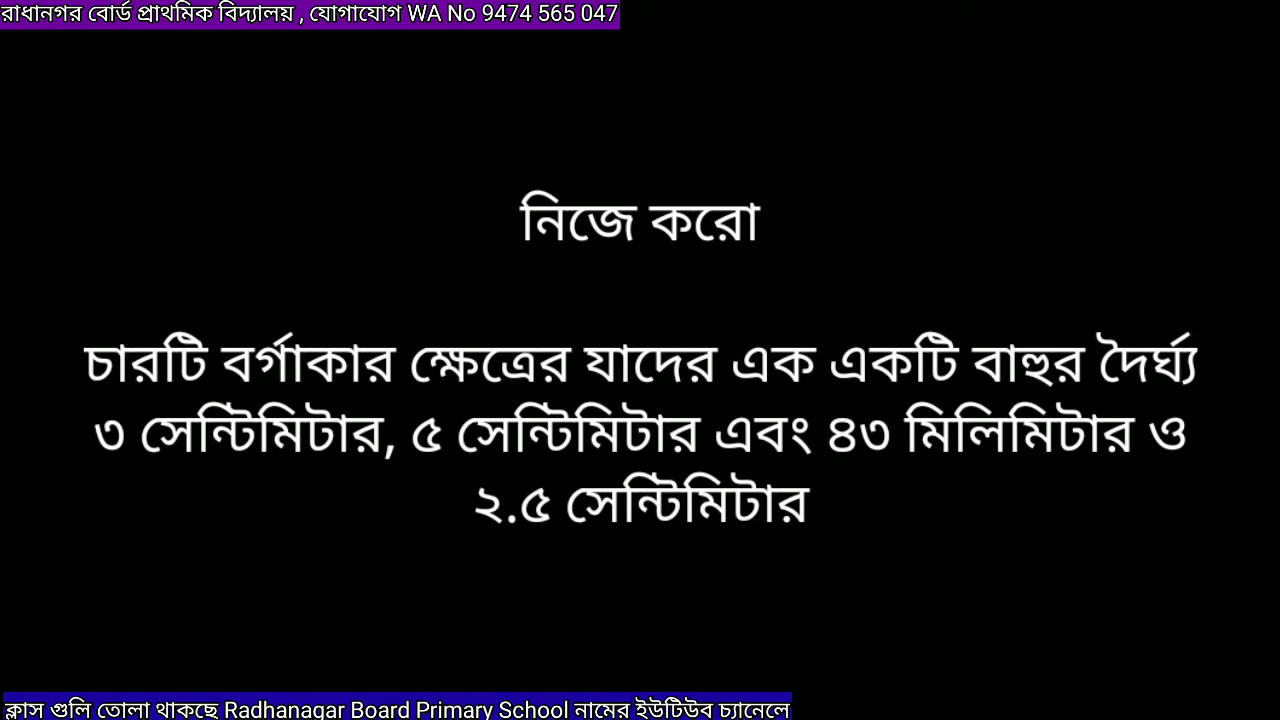 রাধানগর বোর্ড প্রাথমিক বিদ্যালয় , যোগাযোগ WA No 9474 565 047
নিজে করো
চারটি বর্গাকার ক্ষেত্রের যাদের এক একটি বাহুর দৈর্ঘ্য
৩ সেন্টিমিটার, ৫ সেন্টিমিটার এবং ৪৩ মিলিমিটার ও
২.৫ সেন্টিমিটার
ক্লাস গুলি তোলা থাকছে Radhanagar Board Primary School নামের ইউটিউব চ্যানেলে